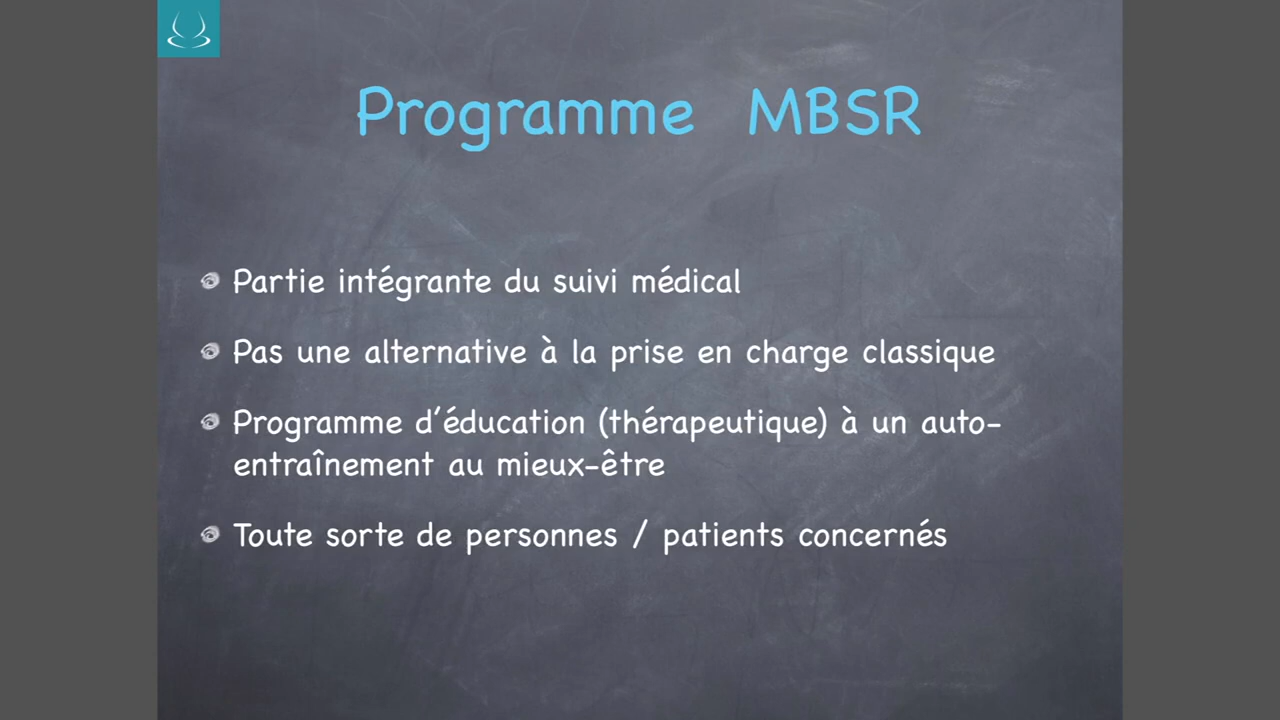 Programme MBSR
Partie intégrante du suivi médical
Pas une alternative à la prise en charge classique
Programme d'éducation (thérapeutique) à un auto-
entraînement au mieux-être
Toute sorte de personnes / patients concernés